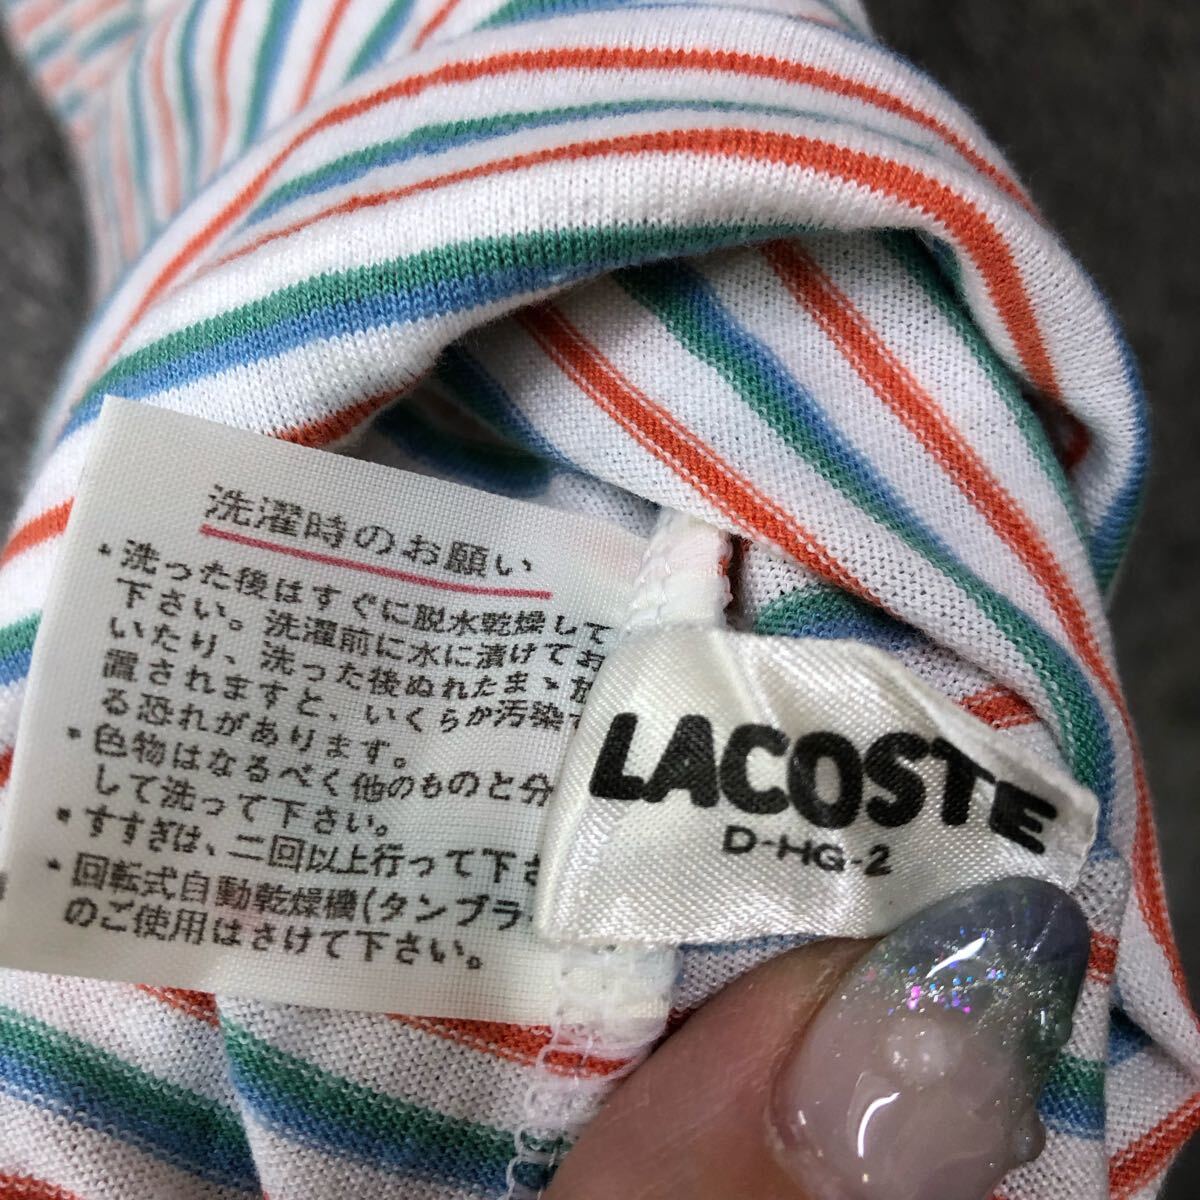 洗濯時のお願い
・洗った後はすぐに脱水乾燥して
下さい。洗濯前に水に漬けてお
いたり、洗った後ぬれたまゝ放
置されますと、いくらか汚染
る恐れがあります。
・色物はなるべく他のものと分
して洗って下さい。
・すすぎは、二回以上行って下さ
・回転式自動乾燥機(タンブラー
のご使用はさけて下さい。
LACOSTE
D-HG-2